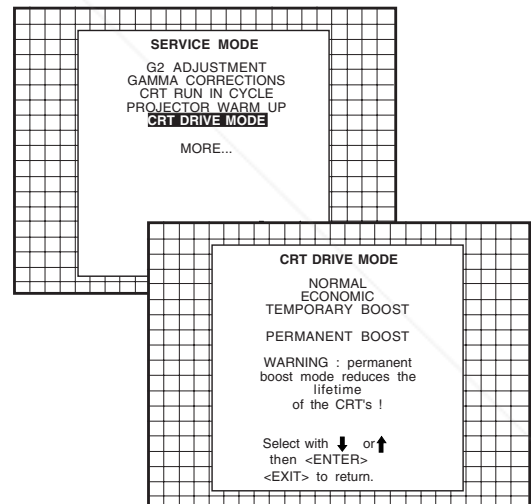 SERVICE MODE
G2 ADJUSTMENT
GAMMA CORRECTIONS
CRT RUN IN CYCLE
PROJECTOR WARM UP
CRT DRIVE MODE
MORE...
CRT DRIVE MODE
NORMAL
ECONOMIC
TEMPORARY BOOST
PERMANENT BOOST
WARNING : permanent
boost mode reduces the
lifetime
of the CRT's !
Select with ⬇ or ⬆
then <ENTER>
<EXIT> to return.